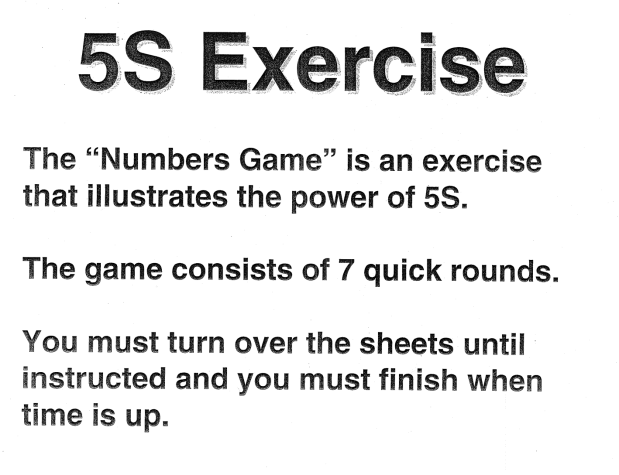 5S Exercise
The “Numbers Game” is an exercise
that illustrates the power of 5S.
The game consists of 7 quick rounds.
You must turn over the sheets until
instructed and you must finish when
time is up.